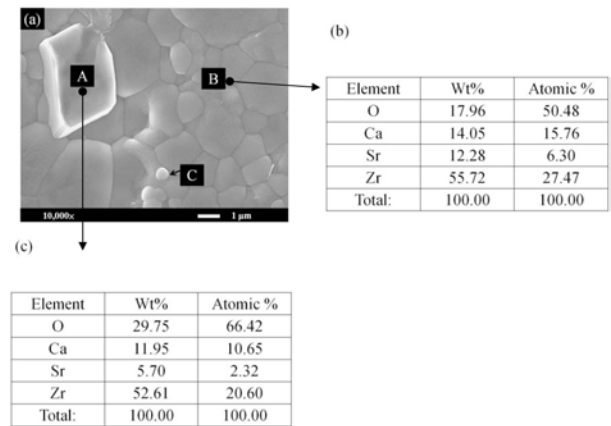 (a)
A
B
C
10,000x 1 μm
(b)
Element Wt% Atomic %
O 17.96 50.48
Ca 14.05 15.76
Sr 12.28 6.30
Zr 55.72 27.47
Total: 100.00 100.00
(c)
Element Wt% Atomic %
O 29.75 66.42
Ca 11.95 10.65
Sr 5.70 2.32
Zr 52.61 20.60
Total: 100.00 100.00